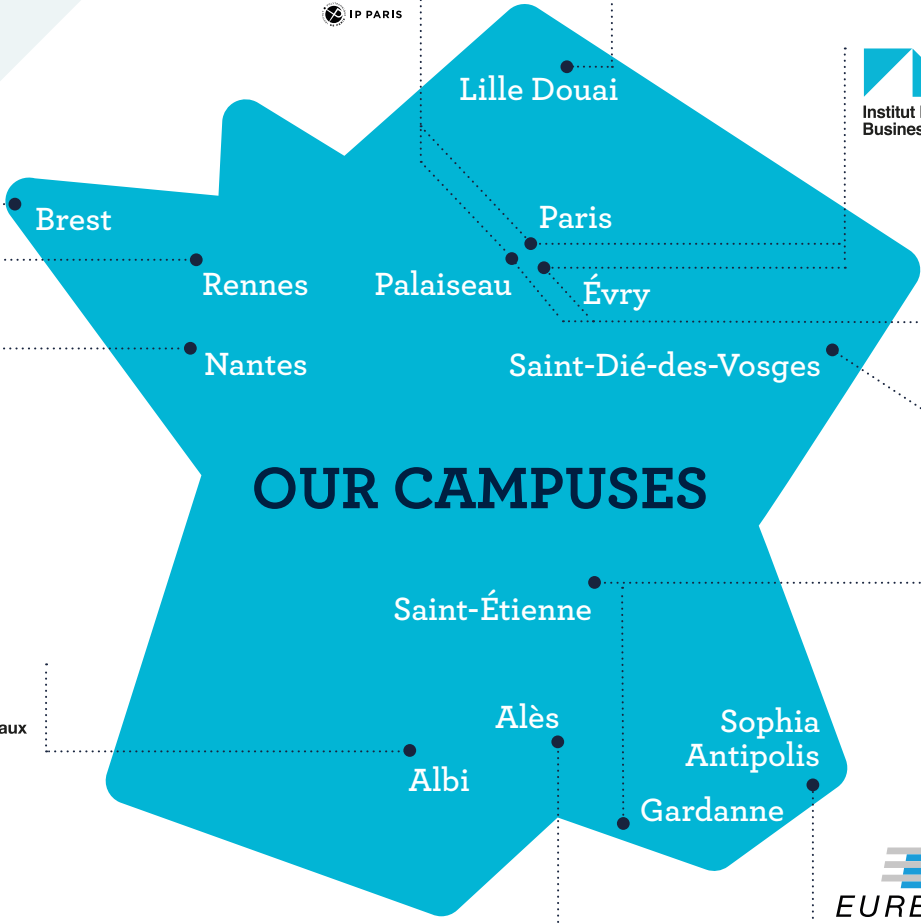 IP PARIS
Lille Douai
Institut
Business
Paris
Brest
Rennes
Palaiseau
Évry
Nantes
Saint-Dié-des-Vosges
OUR CAMPUSES
Saint-Étienne
Alès
Sophia
Antipolis
aux
Albi
Gardanne
EURE